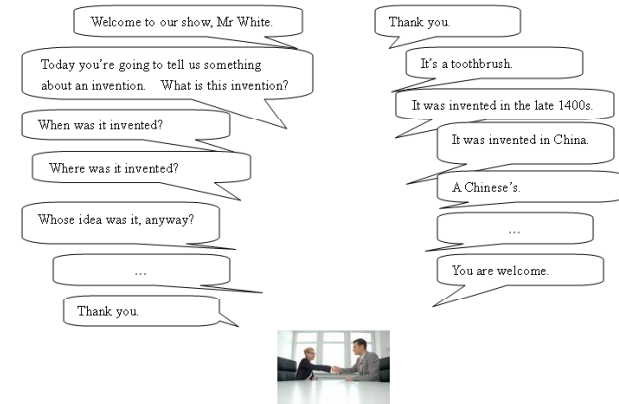 Welcome to our show, Mr White.
Thank you.
Today you're going to tell us something
about an invention. What is this invention?
It's a toothbrush.
When was it invented?
It was invented in the late 1400s.
Where was it invented?
It was invented in China.
Whose idea was it, anyway?
A Chinese's.
...
...
Thank you.
You are welcome.